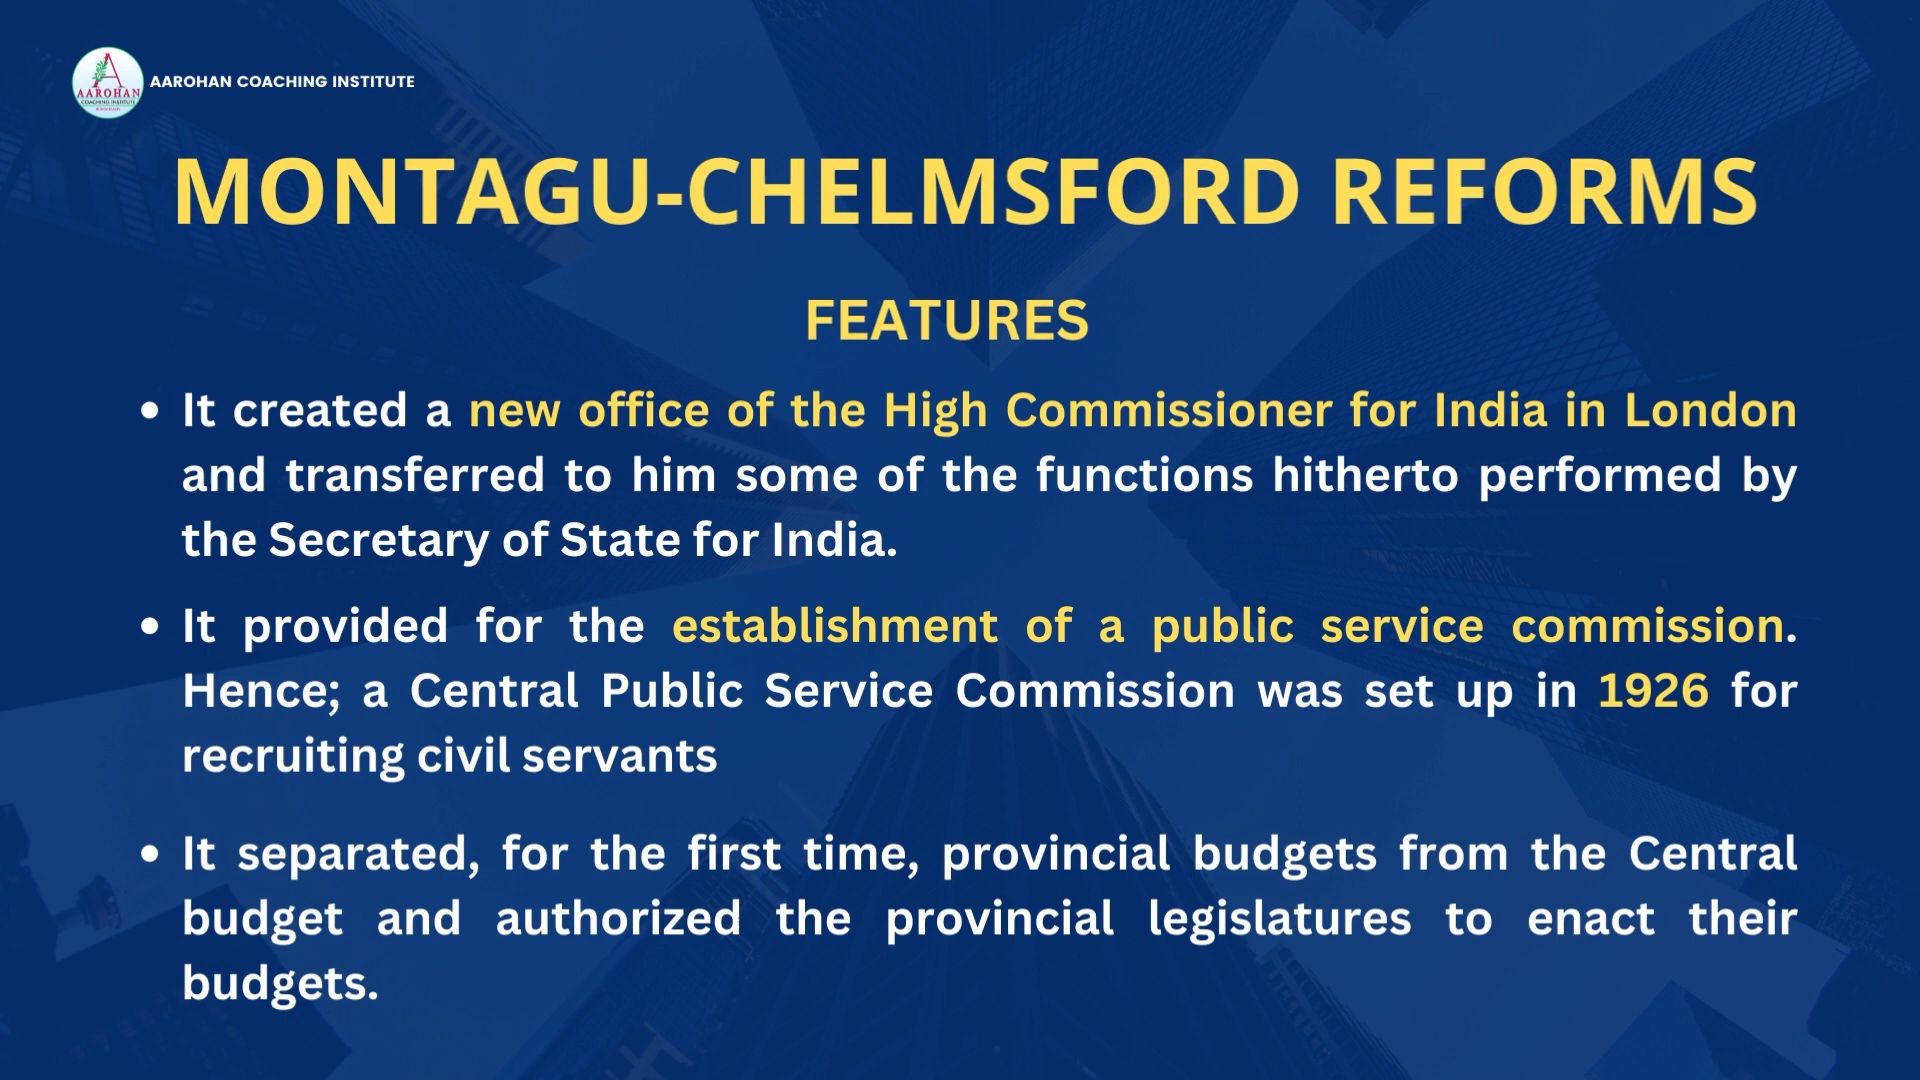 AAROHAN
COACHING INSTITUTE
AAROHAN COACHING INSTITUTE
MONTAGU-CHELMSFORD REFORMS
FEATURES
• It created a new office of the High Commissioner for India in London
and transferred to him some of the functions hitherto performed by
the Secretary of State for India.
• It provided for the establishment of a public service commission.
Hence; a Central Public Service Commission was set up in 1926 for
recruiting civil servants
• It separated, for the first time, provincial budgets from the Central
budget and authorized the provincial legislatures to enact their
budgets.